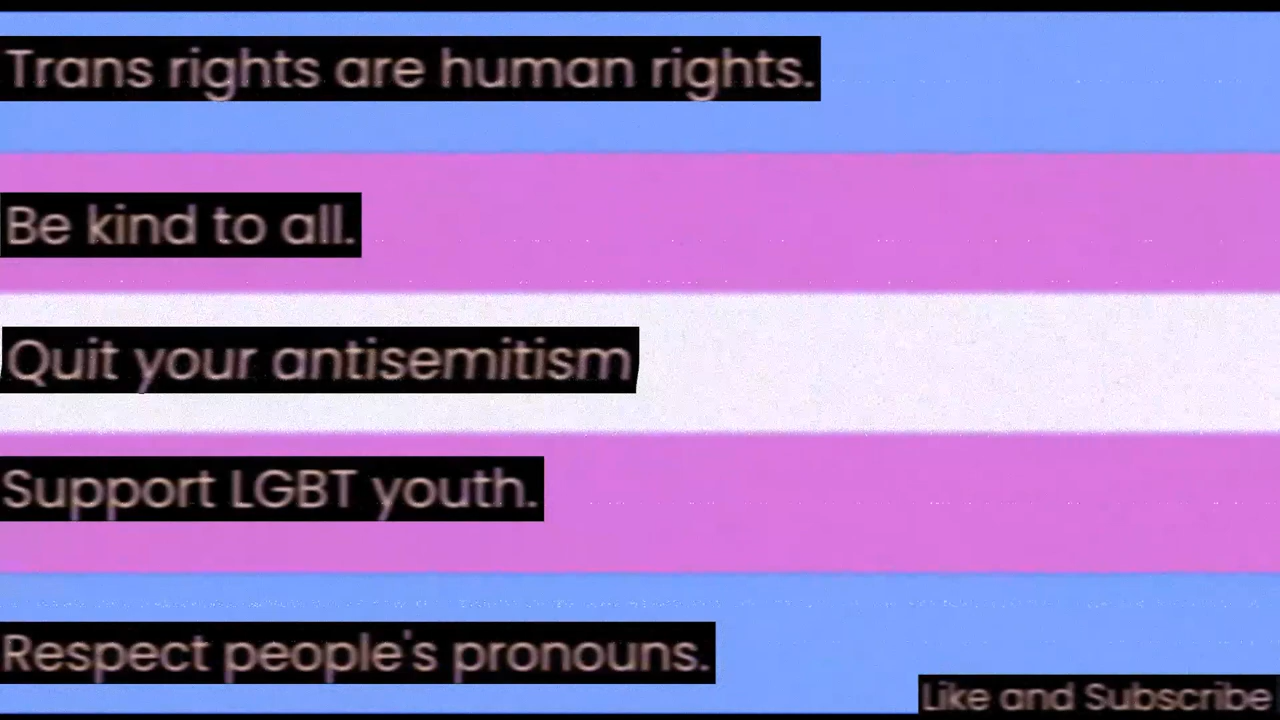 Trans rights are human rights.
Be kind to all.
Quit your antisemitism
Support LGBT youth.
Respect people's pronouns.
Like and Subscribe